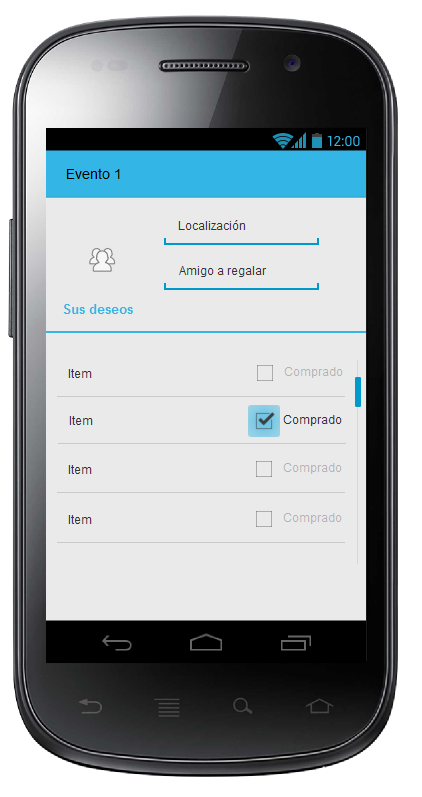 12:00
Evento 1
Localización
Amigo a regalar
Sus deseos
Item Comprado
Item Comprado
Item Comprado
Item Comprado